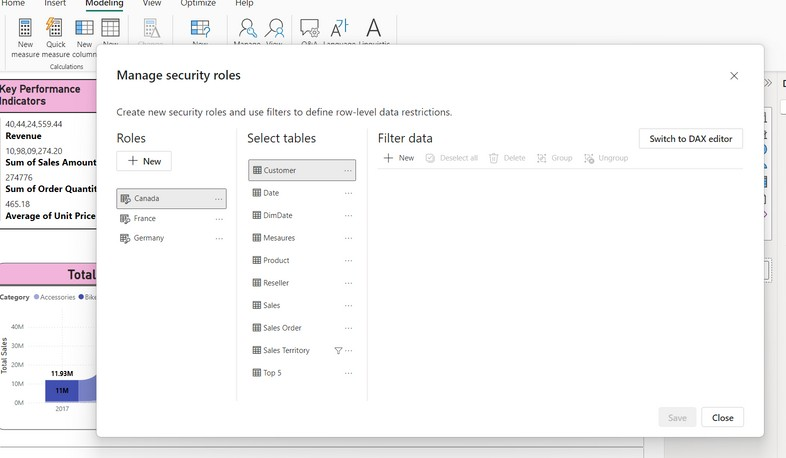 Home Insert Modeling View Optimize Help
New measure
Quick measure
New column
New
Manage View Q&A Language Linguistic
Calculations
Key Performance Indicators
40,44,24,559.44
Revenue
10,98,09,274.20
Sum of Sales Amount
274776
Sum of Order Quantit
465.18
Average of Unit Price
Total
Category Accessories Bike
Total Sales
40M
30M
20M
10M
0M
11.93M
11M
2017
Manage security roles
Create new security roles and use filters to define row-level data restrictions.
Roles
New
Canada
France
Germany
Select tables
Customer
Date
DimDate
Mesaures
Product
Reseller
Sales
Sales Order
Sales Territory
Top 5
Filter data
Switch to DAX editor
New Deselect all Delete Group Ungroup
Save Close